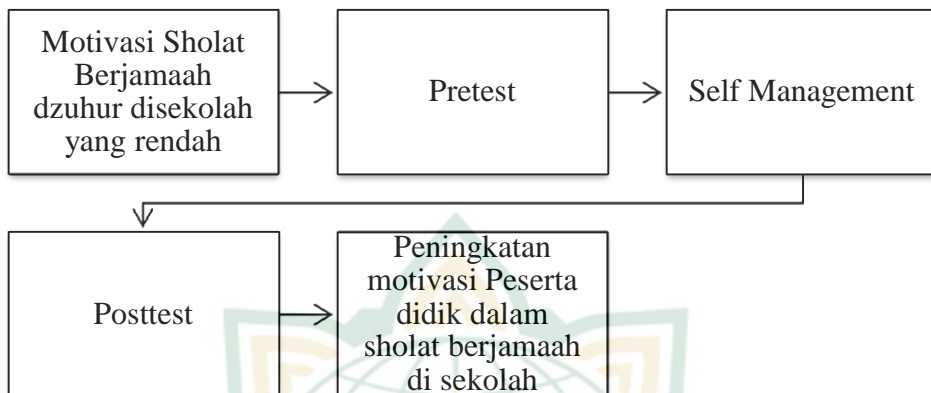 Motivasi Sholat
Berjamaah
dzuhur disekolah
yang rendah
Pretest
Self Management
Posttest
Peningkatan
motivasi Peserta
didik dalam
sholat berjamaah
di sekolah